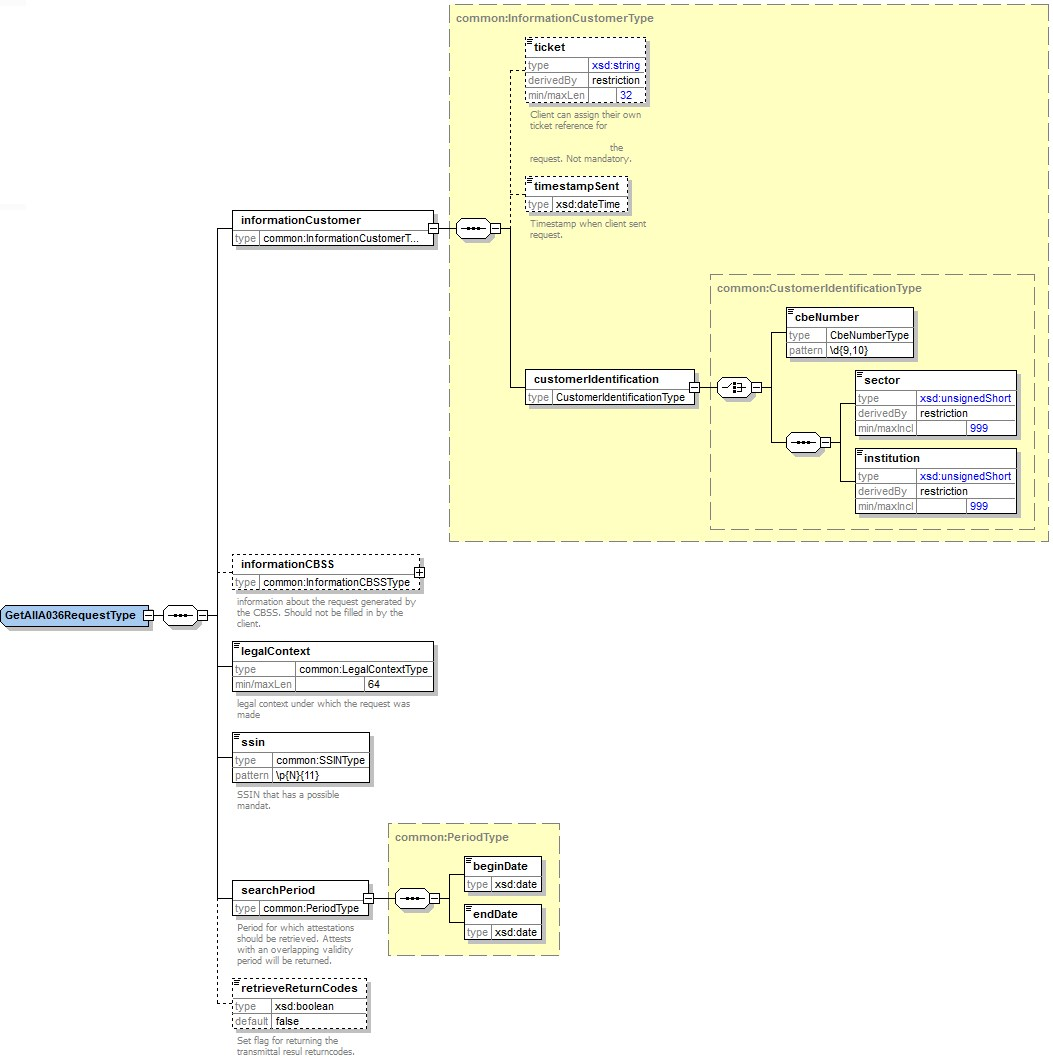 common:InformationCustomerType
ticket
type xsd:string
derivedBy restriction
min/maxLen 32
Client can assign their own
ticket reference for
the
request. Not mandatory.
timestampSent
type xsd:dateTime
Timestamp when client sent
request.
informationCustomer
type common:InformationCustomerT...
common:CustomerIdentificationType
cbeNumber
type CbeNumberType
pattern \d{9,10}
customerIdentification
type CustomerIdentificationType
sector
type xsd:unsignedShort
derivedBy restriction
min/maxIncl 999
institution
type xsd:unsignedShort
derivedBy restriction
min/maxIncl 999
informationCBSS
type common:InformationCBSSType
information about the request generated by
the CBSS. Should not be filled in by the
client.
GetAllA036RequestType
legalContext
type common:LegalContextType
min/maxLen 64
legal context under which the request was
made
ssin
type common:SSINType
pattern \p{N}{11}
SSIN that has a possible
mandat.
common:PeriodType
beginDate
type xsd:date
searchPeriod
type common:PeriodType
endDate
type xsd:date
Period for which attestations
should be retrieved. Attests
with an overlapping validity
period will be returned.
retrieveReturnCodes
type xsd:boolean
default false
Set flag for returning the
transmittal resul returncodes.